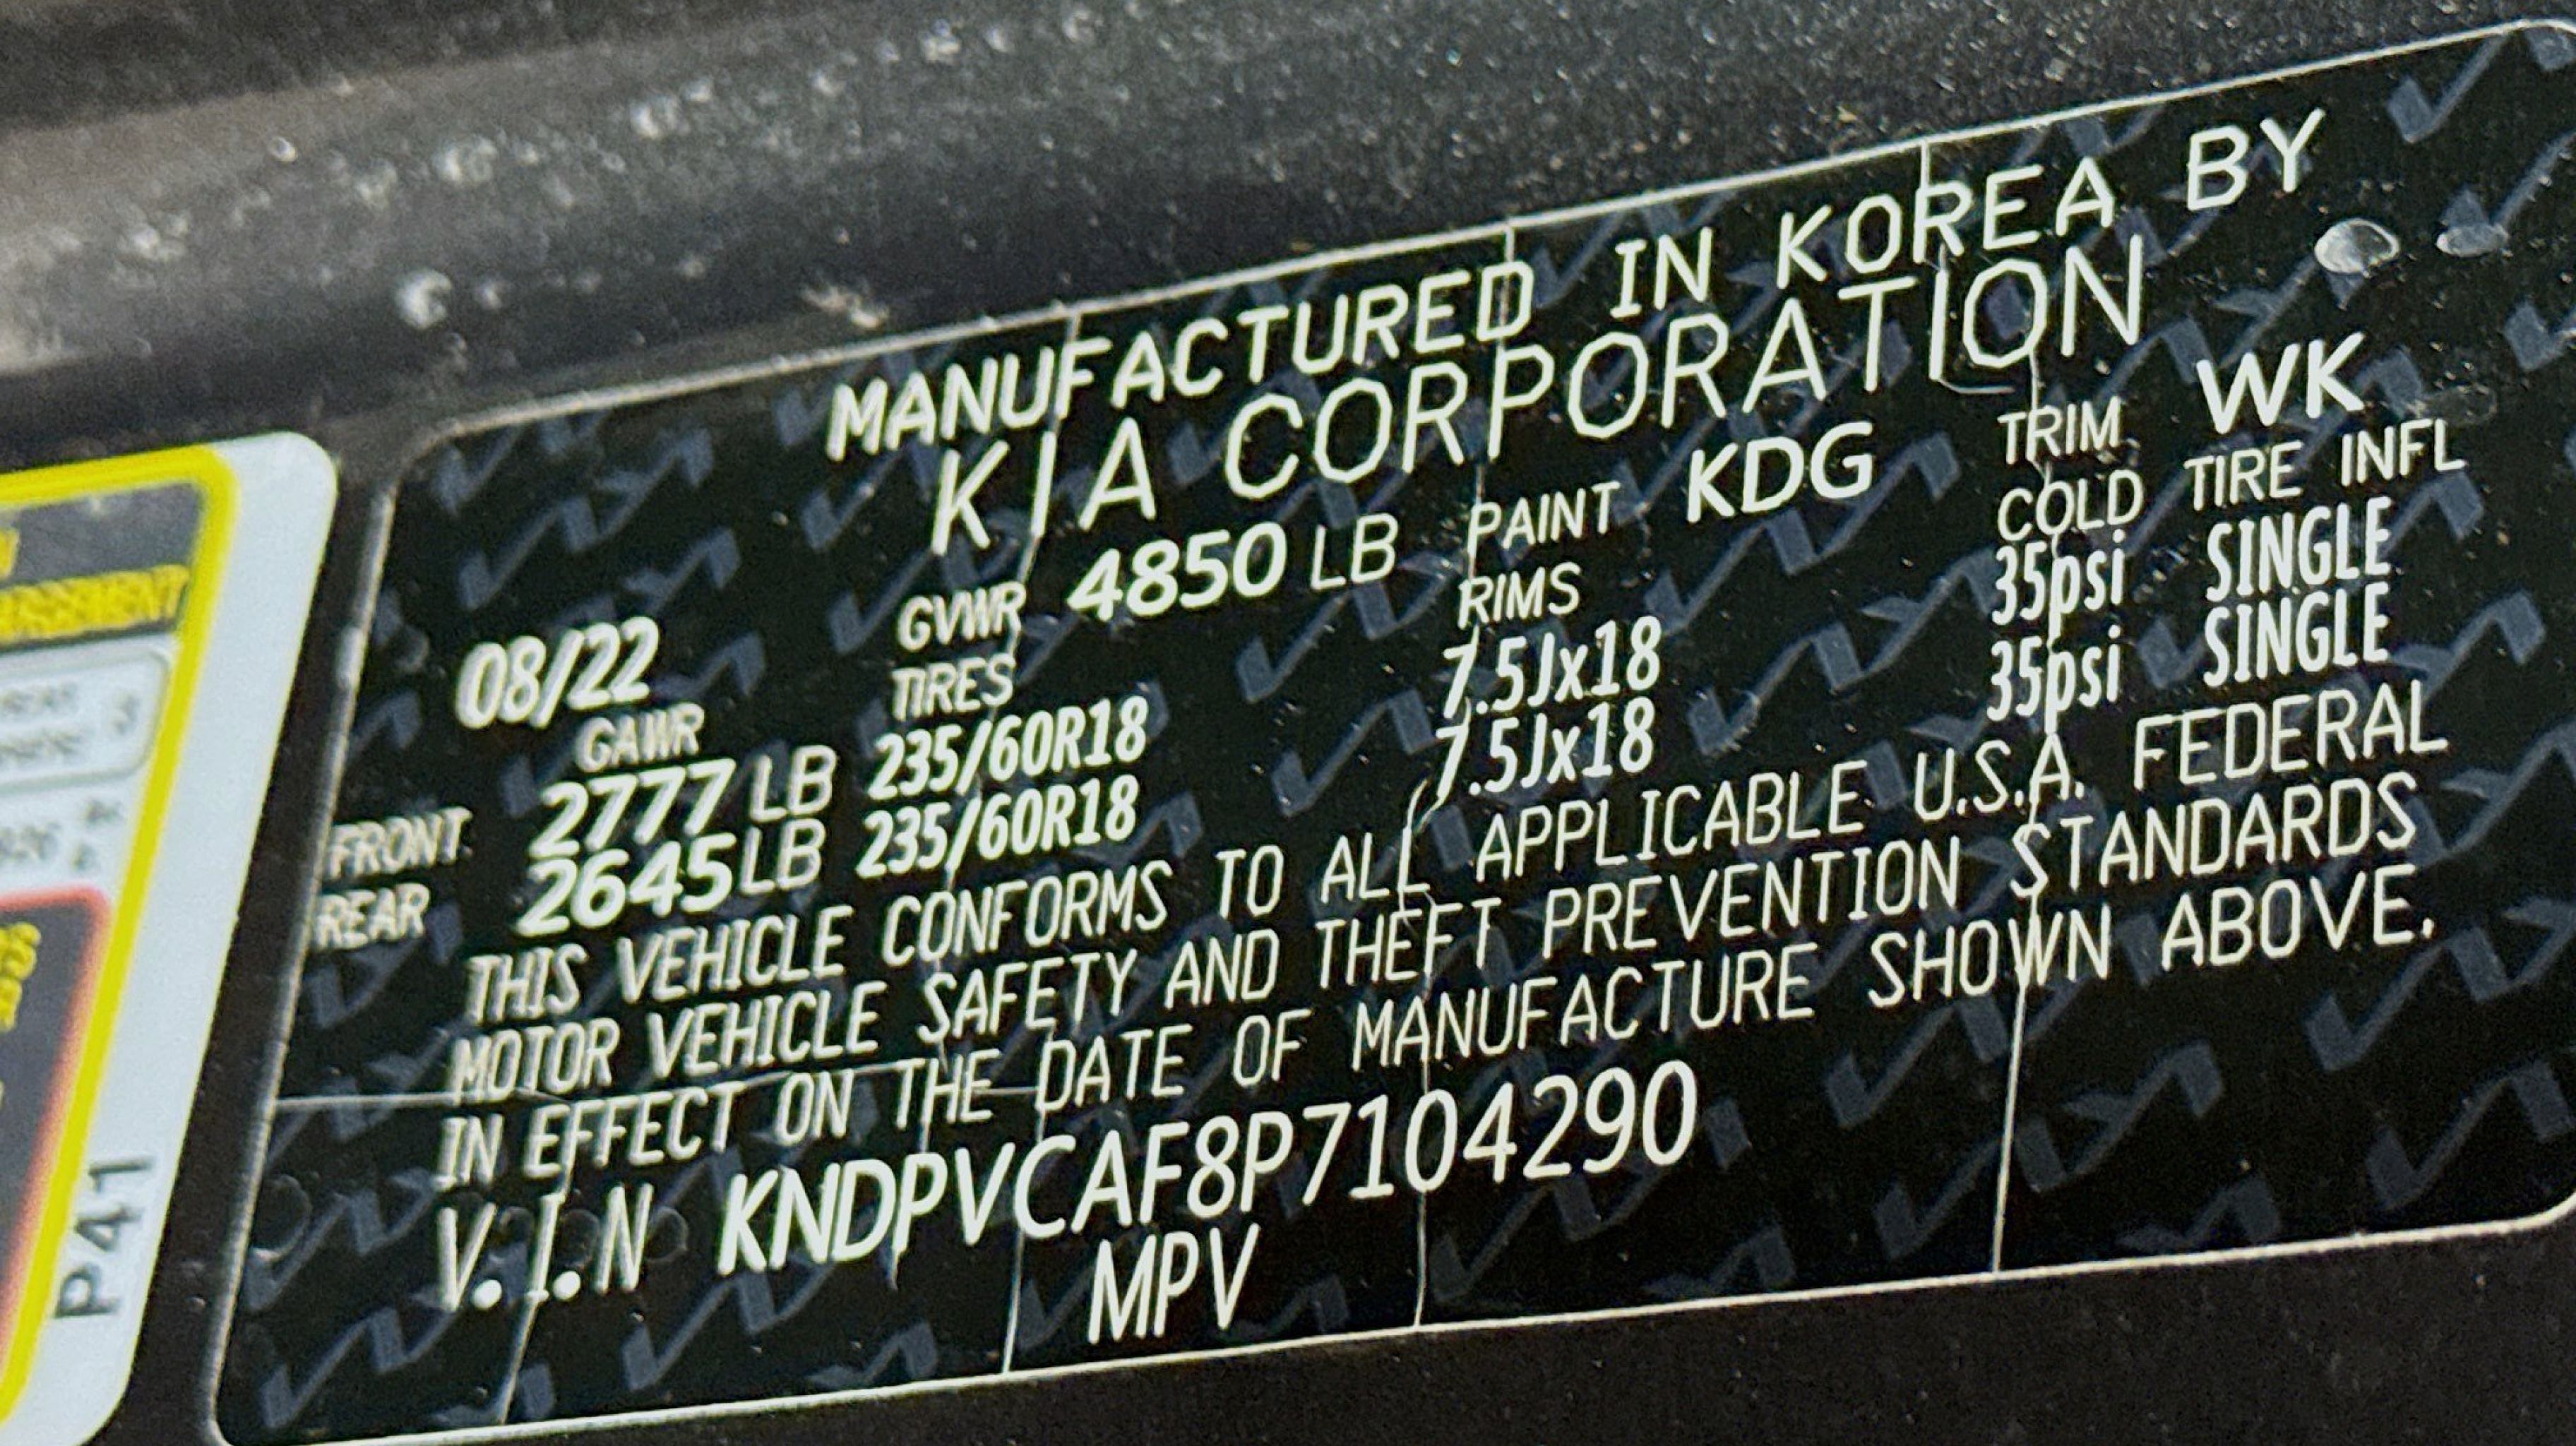 MANUFACTURED IN KOREA BY
KIA CORPORATION
08/22 GVWR 4850 LB PAINT KDG TRIM WK
GAWR TIRES RIMS COLD TIRE INFL
FRONT 2777 LB 235/60R18 7.5Jx18 35psi SINGLE
REAR 2645 LB 235/60R18 7.5Jx18 35psi SINGLE
THIS VEHICLE CONFORMS TO ALL APPLICABLE U.S.A. FEDERAL
MOTOR VEHICLE SAFETY AND THEFT PREVENTION STANDARDS
IN EFFECT ON THE DATE OF MANUFACTURE SHOWN ABOVE.
V.I.N KNDPVCAF8P7104290
MPV
P41